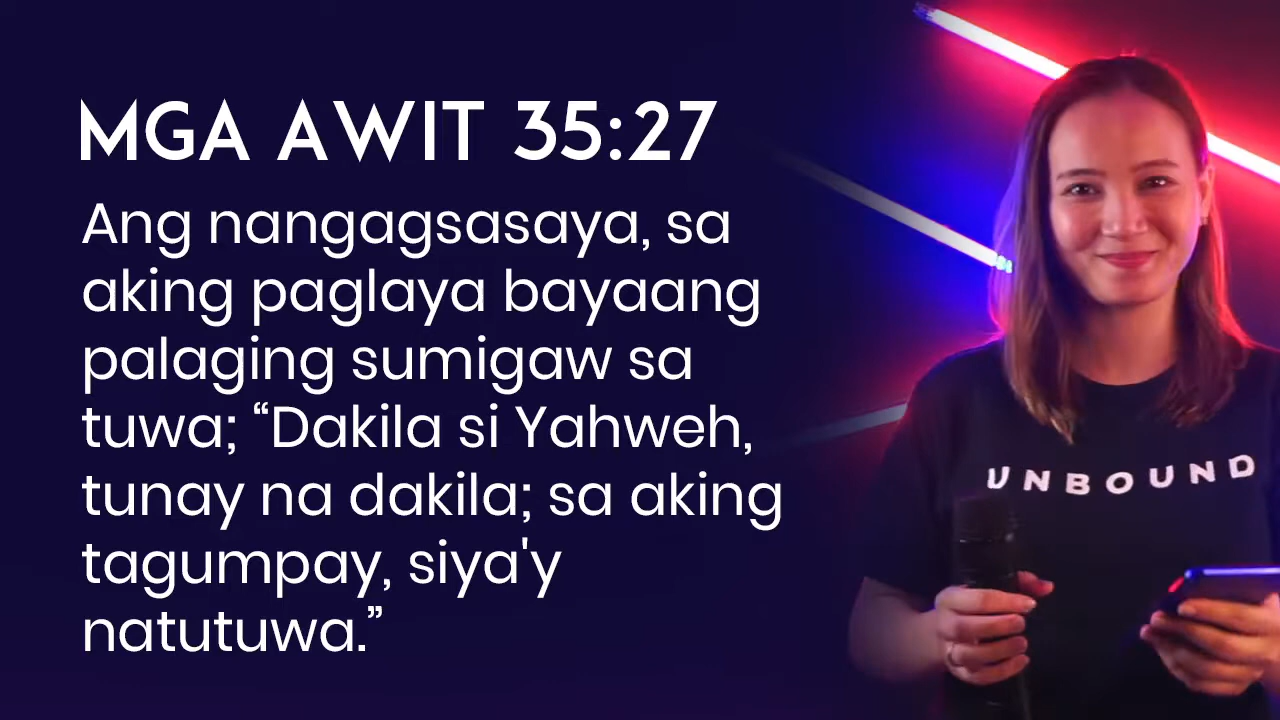 MGA AWIT 35:27
Ang nangagsasaya, sa
aking paglaya bayaang
palaging sumigaw sa
tuwa; “Dakila si Yahweh,
tunay na dakila; sa aking
tagumpay, siya'y
natutuwa.”
UNBOUND